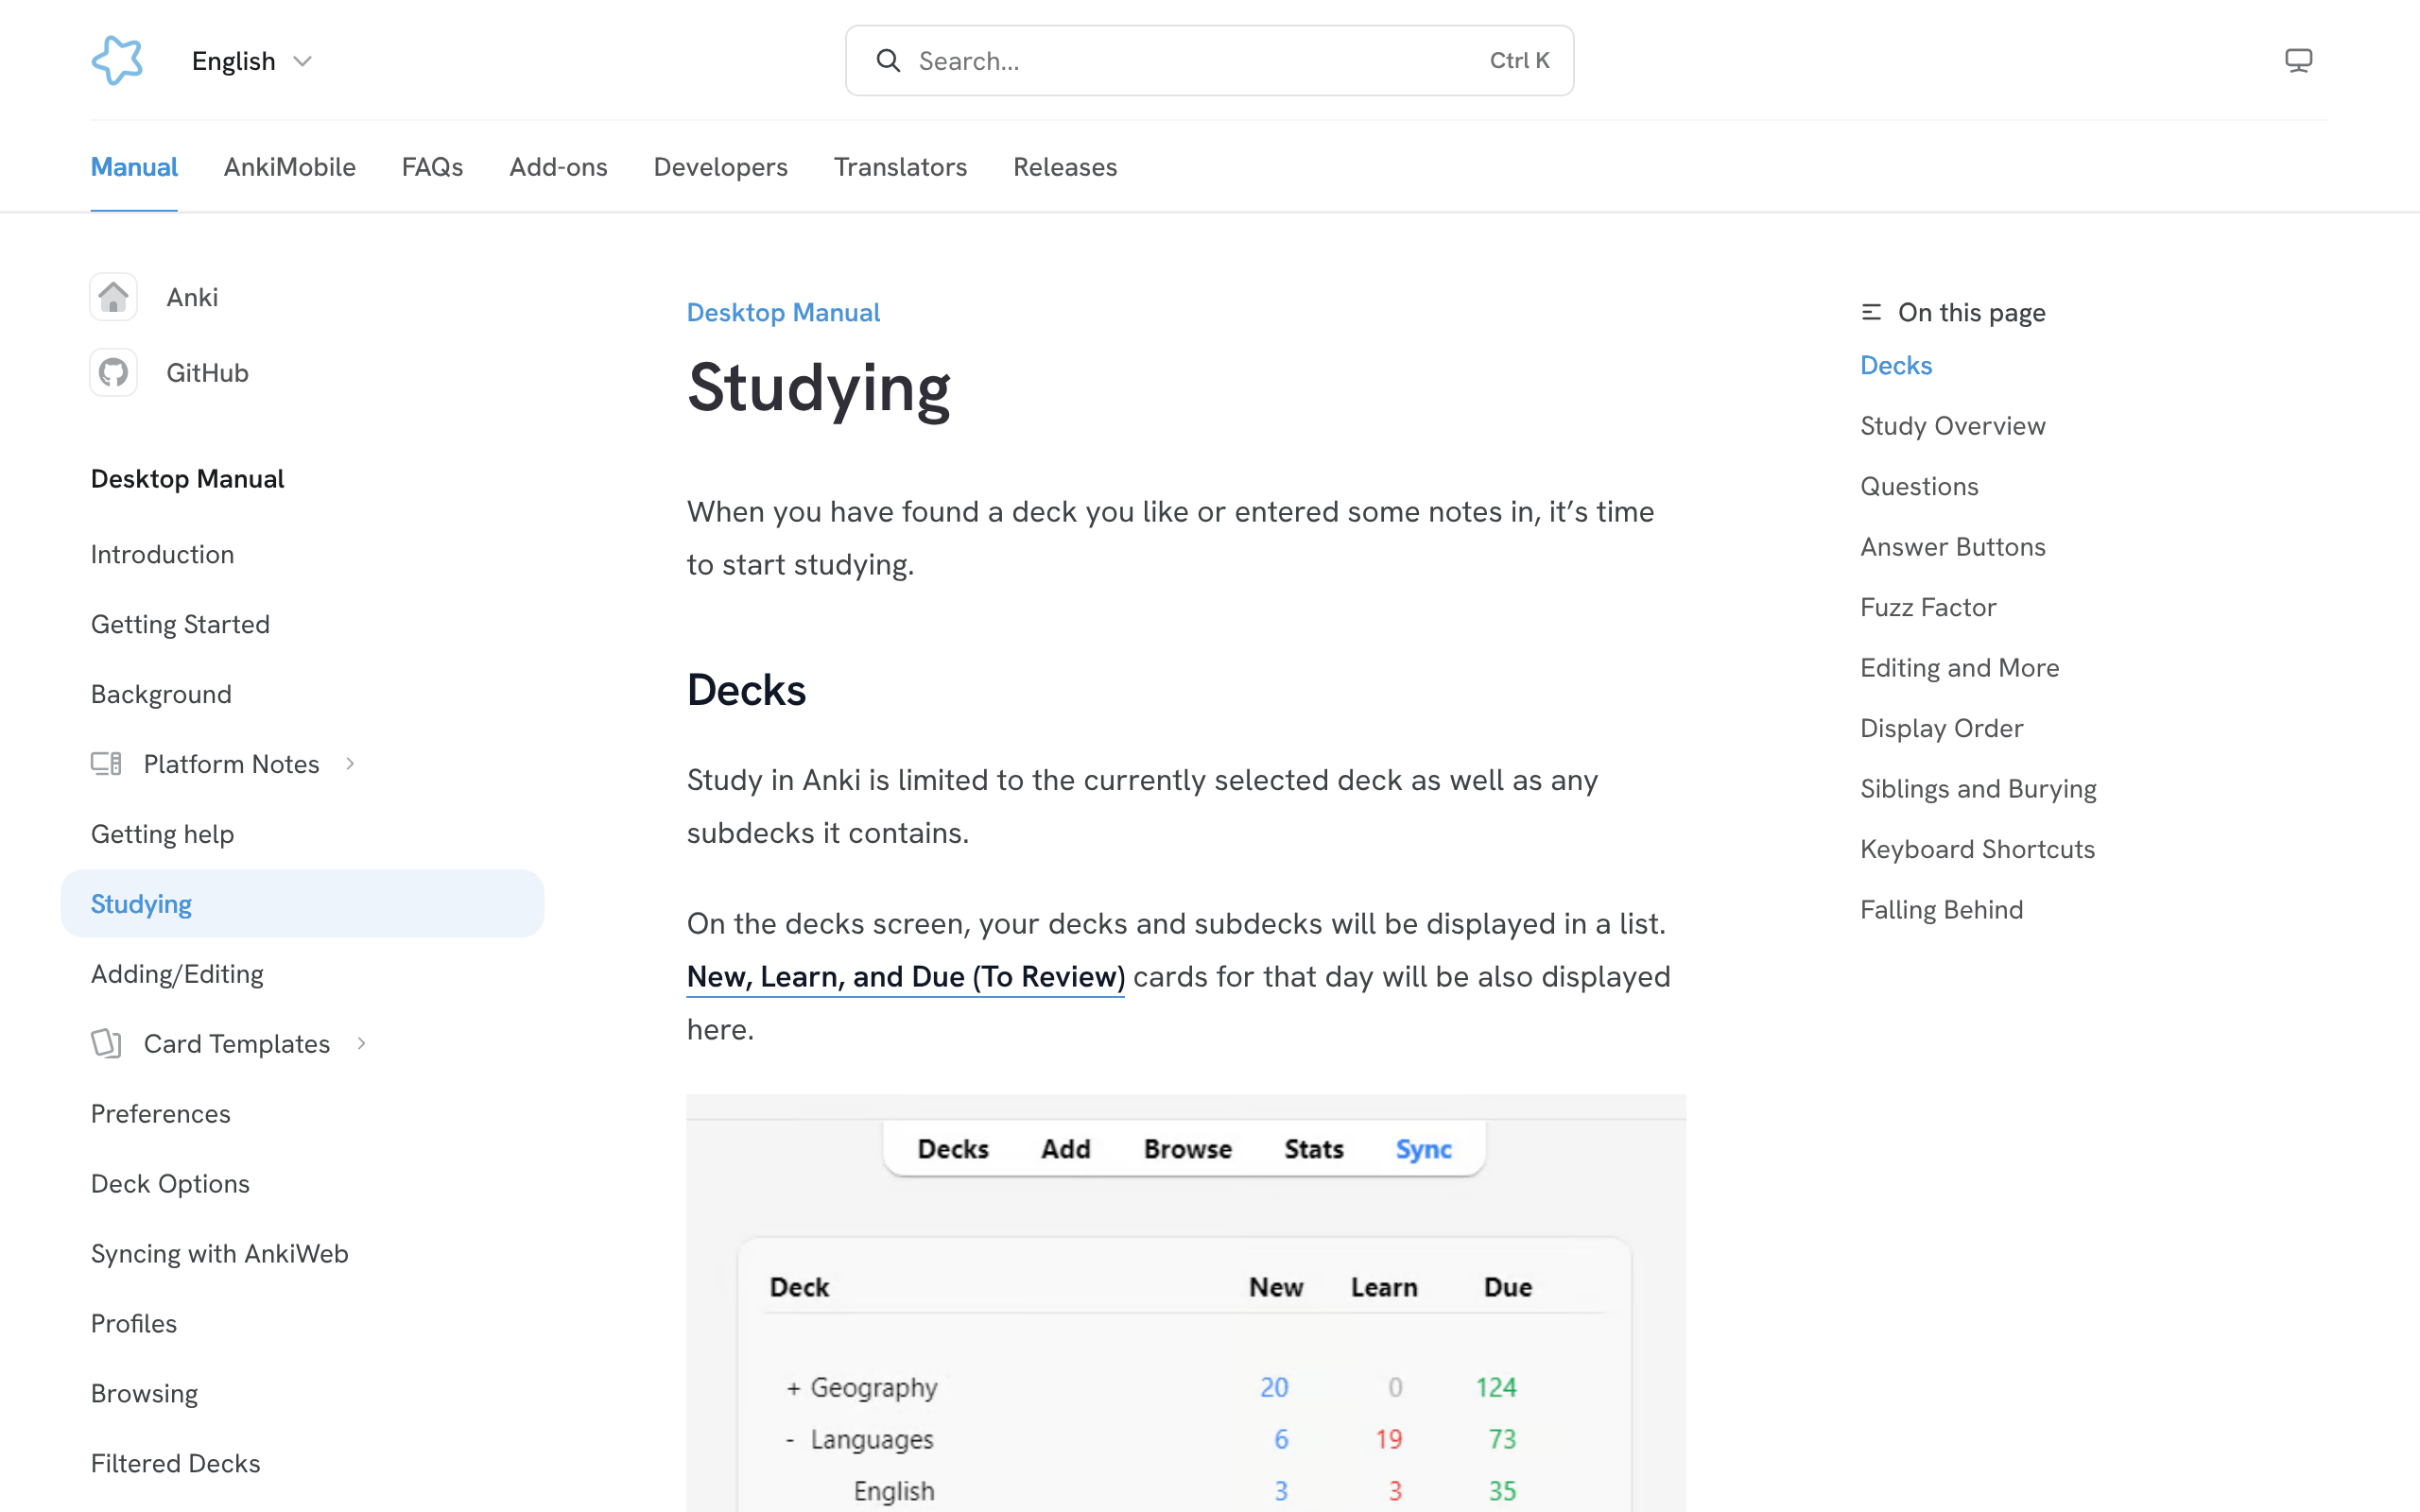 English
Search...
Ctrl K
Manual
AnkiMobile
FAQs
Add-ons
Developers
Translators
Releases
Anki
GitHub
Desktop Manual
Introduction
Getting Started
Background
Platform Notes
Getting help
Studying
Adding/Editing
Card Templates
Preferences
Deck Options
Syncing with AnkiWeb
Profiles
Browsing
Filtered Decks
Desktop Manual
Studying
When you have found a deck you like or entered some notes in, it’s time
to start studying.
Decks
Study in Anki is limited to the currently selected deck as well as any
subdecks it contains.
On the decks screen, your decks and subdecks will be displayed in a list.
New, Learn, and Due (To Review) cards for that day will be also displayed
here.
Decks Add Browse Stats Sync
Deck New Learn Due
+ Geography 20 0 124
- Languages 6 19 73
English 3 3 35
On this page
Decks
Study Overview
Questions
Answer Buttons
Fuzz Factor
Editing and More
Display Order
Siblings and Burying
Keyboard Shortcuts
Falling Behind